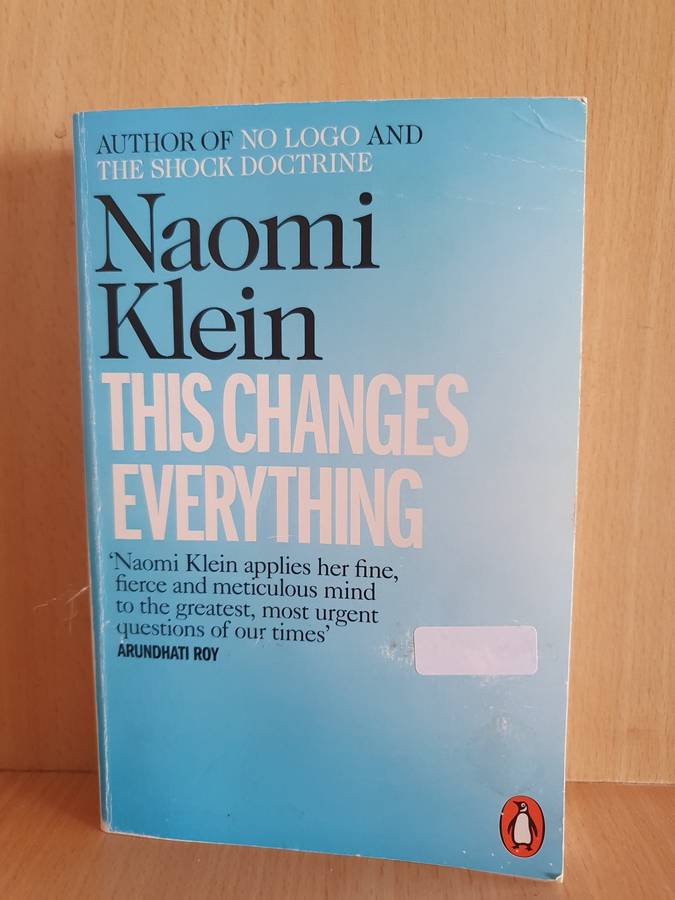 AUTHOR OF NO LOGO AND
THE SHOCK DOCTRINE
Naomi
Klein
THIS CHANGES
EVERYTHING
‘Naomi Klein applies her fine,
fierce and meticulous mind
to the greatest, most urgent
questions of our times’
ARUNDHATI ROY